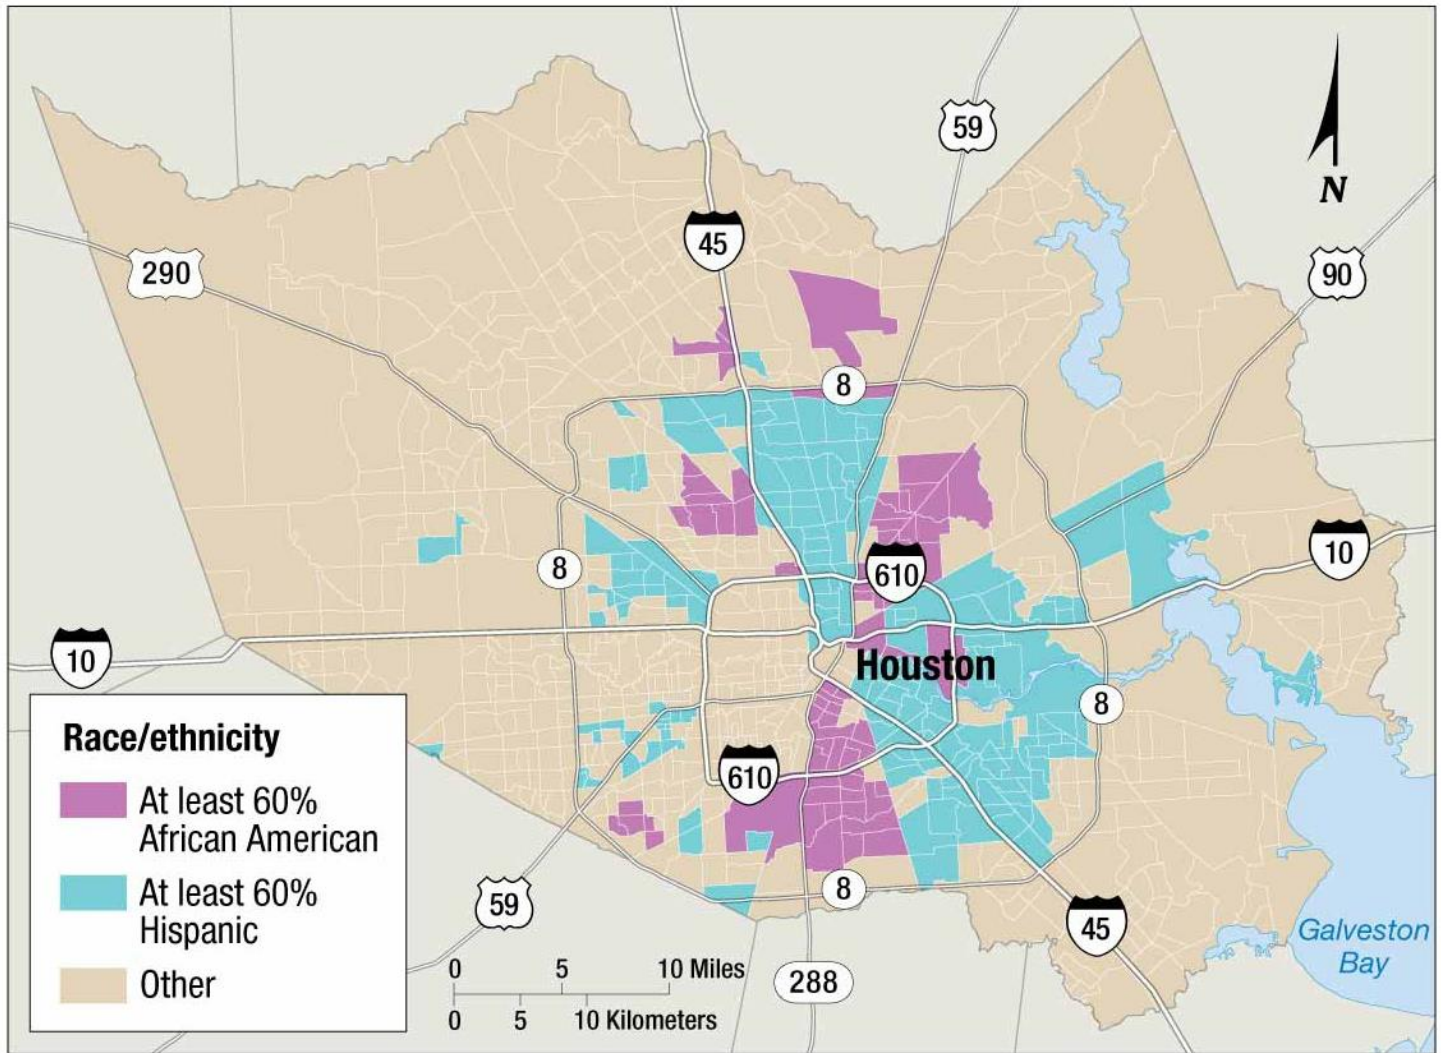 59
N
45
290
90
8
10
8
610
10
Houston
8
Race/ethnicity
At least 60%
African American
At least 60%
Hispanic
Other
610
59
8
45
Galveston
Bay
288
0 5 10 Miles
0 5 10 Kilometers